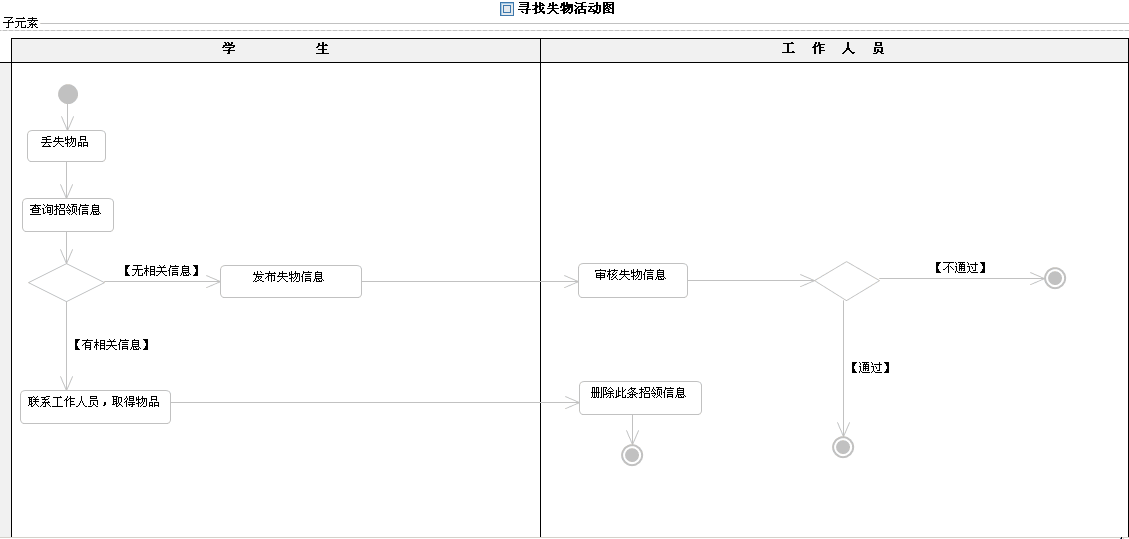 寻找失物活动图
子元素
学 生
工 作 人 员
丢失物品
查询招领信息
【无相关信息】
发布失物信息
审核失物信息
【不通过】
【有相关信息】
【通过】
联系工作人员，取得物品
删除此条招领信息